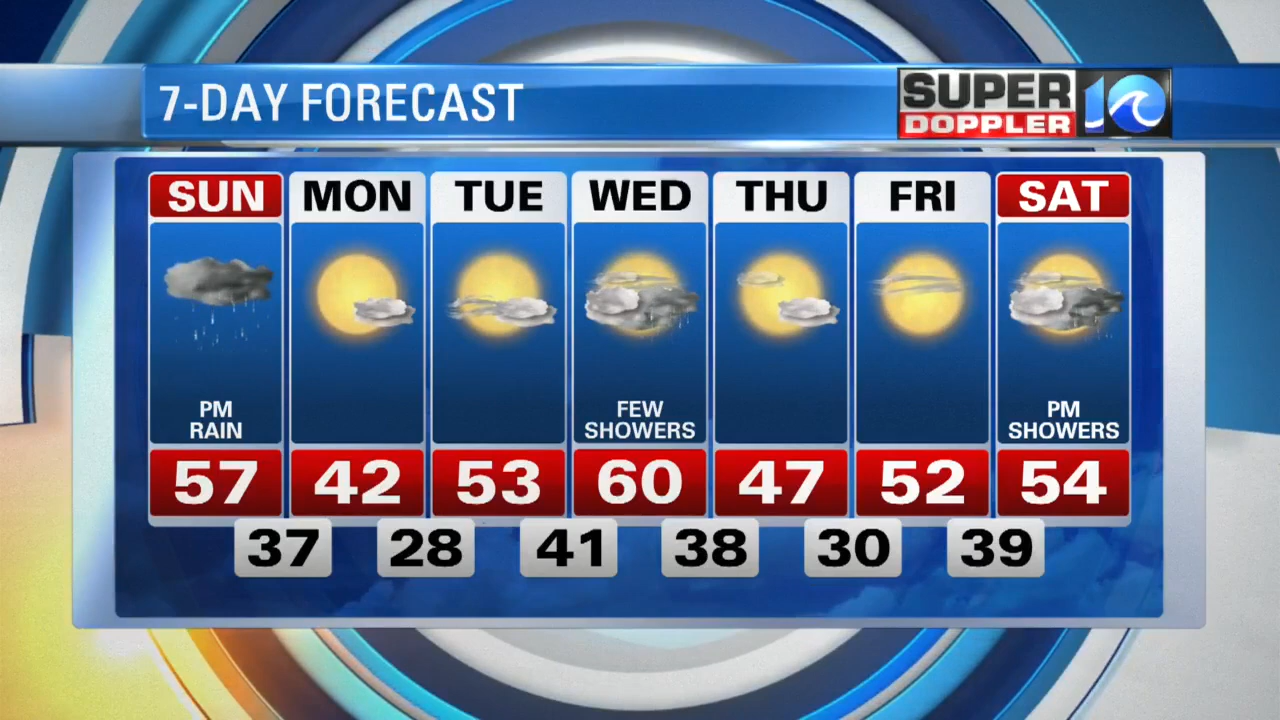 7-DAY FORECAST
SUPER
DOPPLER
10
SUN MON TUE WED THU FRI SAT
PM
RAIN
FEW
SHOWERS
PM
SHOWERS
57 42 53 60 47 52 54
37 28 41 38 30 39